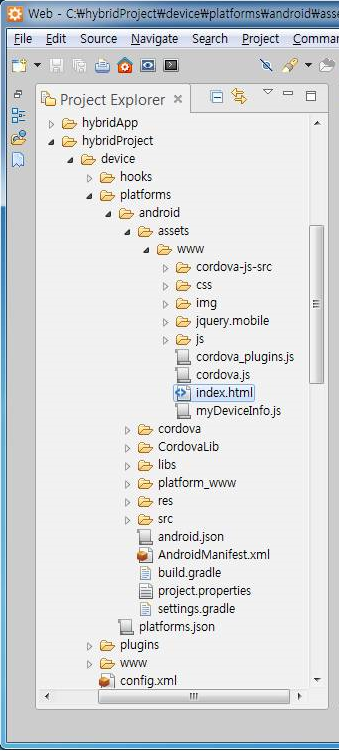 Web - C:₩hybridProject₩device₩platforms₩android₩asse
File Edit Navigate Search Project Comma
Project Explorer
hybridApp
hybridProject
device
hooks
platforms
android
assets
www
cordova-js-src
css
img
jquery.mobile
js
cordova_plugins.js
cordova.js
index.html
myDeviceInfo.js
cordova
CordovaLib
libs
platform_www
res
src
android.json
AndroidManifest.xml
build.gradle
project.properties
settings.gradle
platforms.json
plugins
www
config.xml